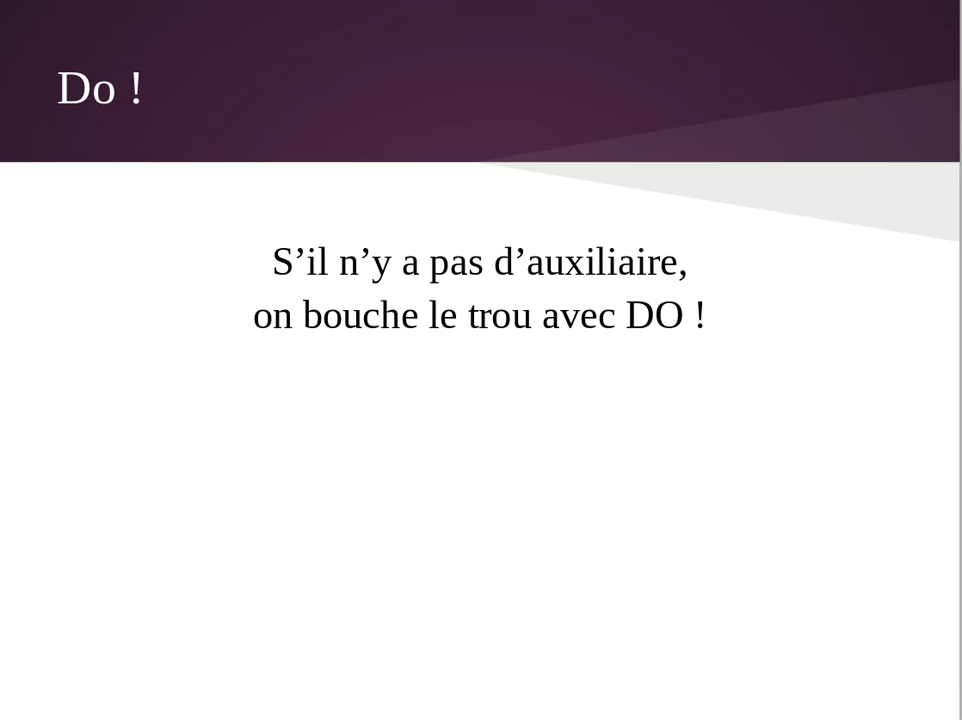 Do !
S’il n’y a pas d’auxiliaire,
on bouche le trou avec DO !